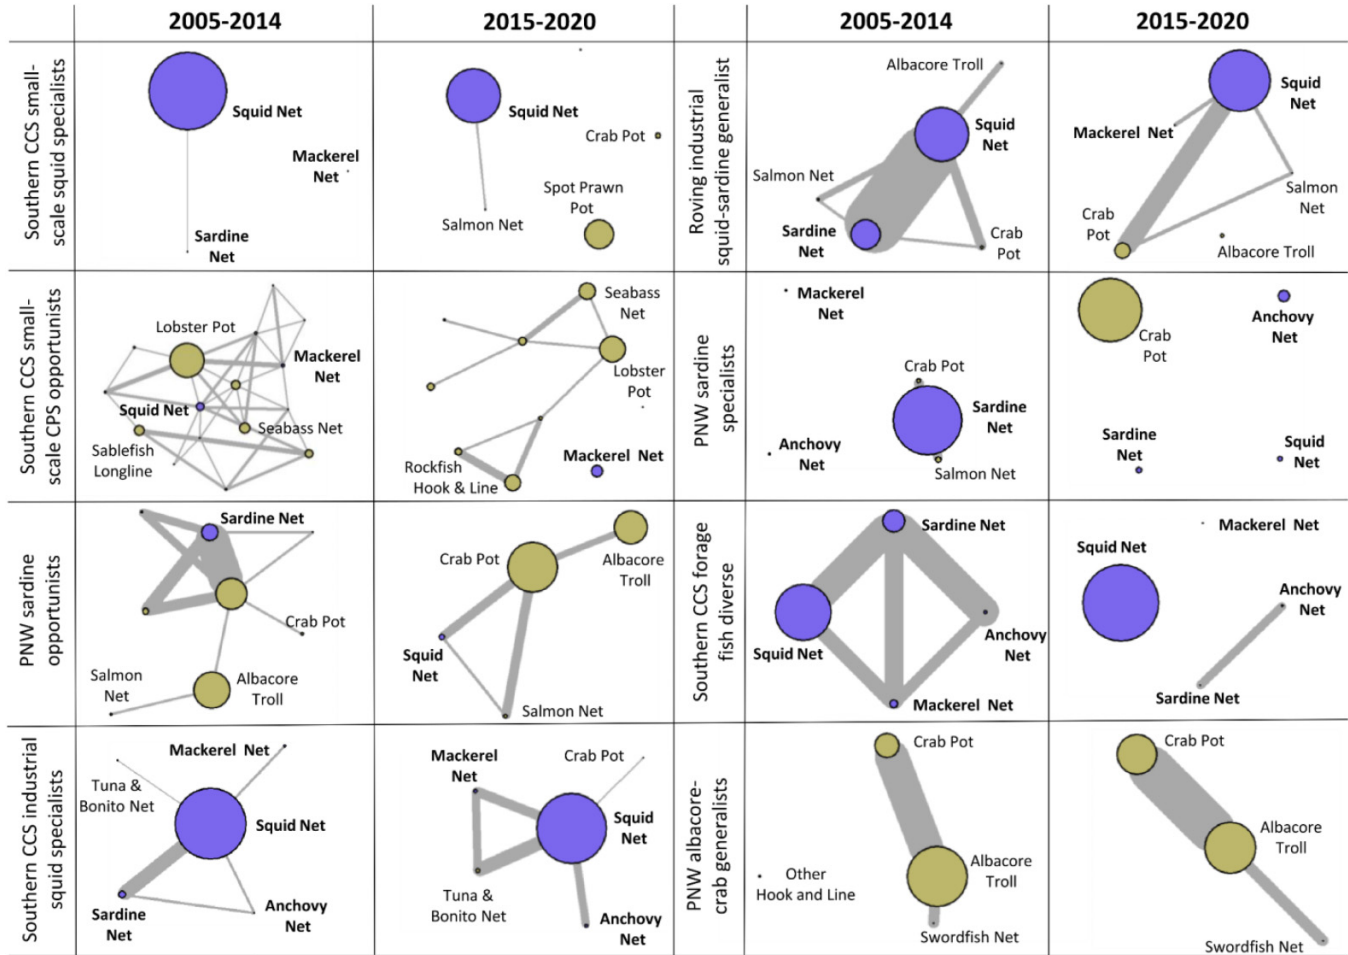 2005-2014
2015-2020
2005-2014
2015-2020
Southern CCS small-
scale squid specialists
Squid Net
Mackerel
Net
Sardine
Net
Squid Net
Crab Pot
Spot Prawn
Pot
Salmon Net
Roving industrial
squid-sardine generalist
Albacore Troll
Squid
Net
Salmon Net
Sardine
Net
Crab
Pot
Squid
Net
Mackerel Net
Salmon
Net
Crab
Pot
Albacore Troll
Southern CCS small-
scale CPS opportunists
Lobster Pot
Mackerel
Net
Squid Net
Seabass Net
Sablefish
Longline
Seabass
Net
Lobster
Pot
Rockfish
Hook & Line
Mackerel Net
PNW sardine
specialists
Mackerel
Net
Crab Pot
Sardine
Net
Anchovy
Net
Salmon Net
Crab
Pot
Anchovy
Net
Sardine
Net
Squid
Net
PNW sardine
opportunists
Sardine Net
Crab Pot
Salmon
Net
Albacore
Troll
Crab Pot
Albacore
Troll
Squid
Net
Salmon Net
Southern CCS forage
fish diverse
Sardine Net
Squid Net
Anchovy
Net
Mackerel Net
Mackerel Net
Squid Net
Anchovy
Net
Sardine Net
Southern CCS industrial
squid specialists
Mackerel Net
Tuna &
Bonito Net
Squid Net
Sardine
Net
Anchovy
Net
Mackerel
Net
Crab Pot
Squid
Net
Tuna &
Bonito Net
Anchovy
Net
PNW albacore-
crab generalists
Crab Pot
Other
Hook and Line
Albacore
Troll
Swordfish Net
Crab Pot
Albacore
Troll
Swordfish Net